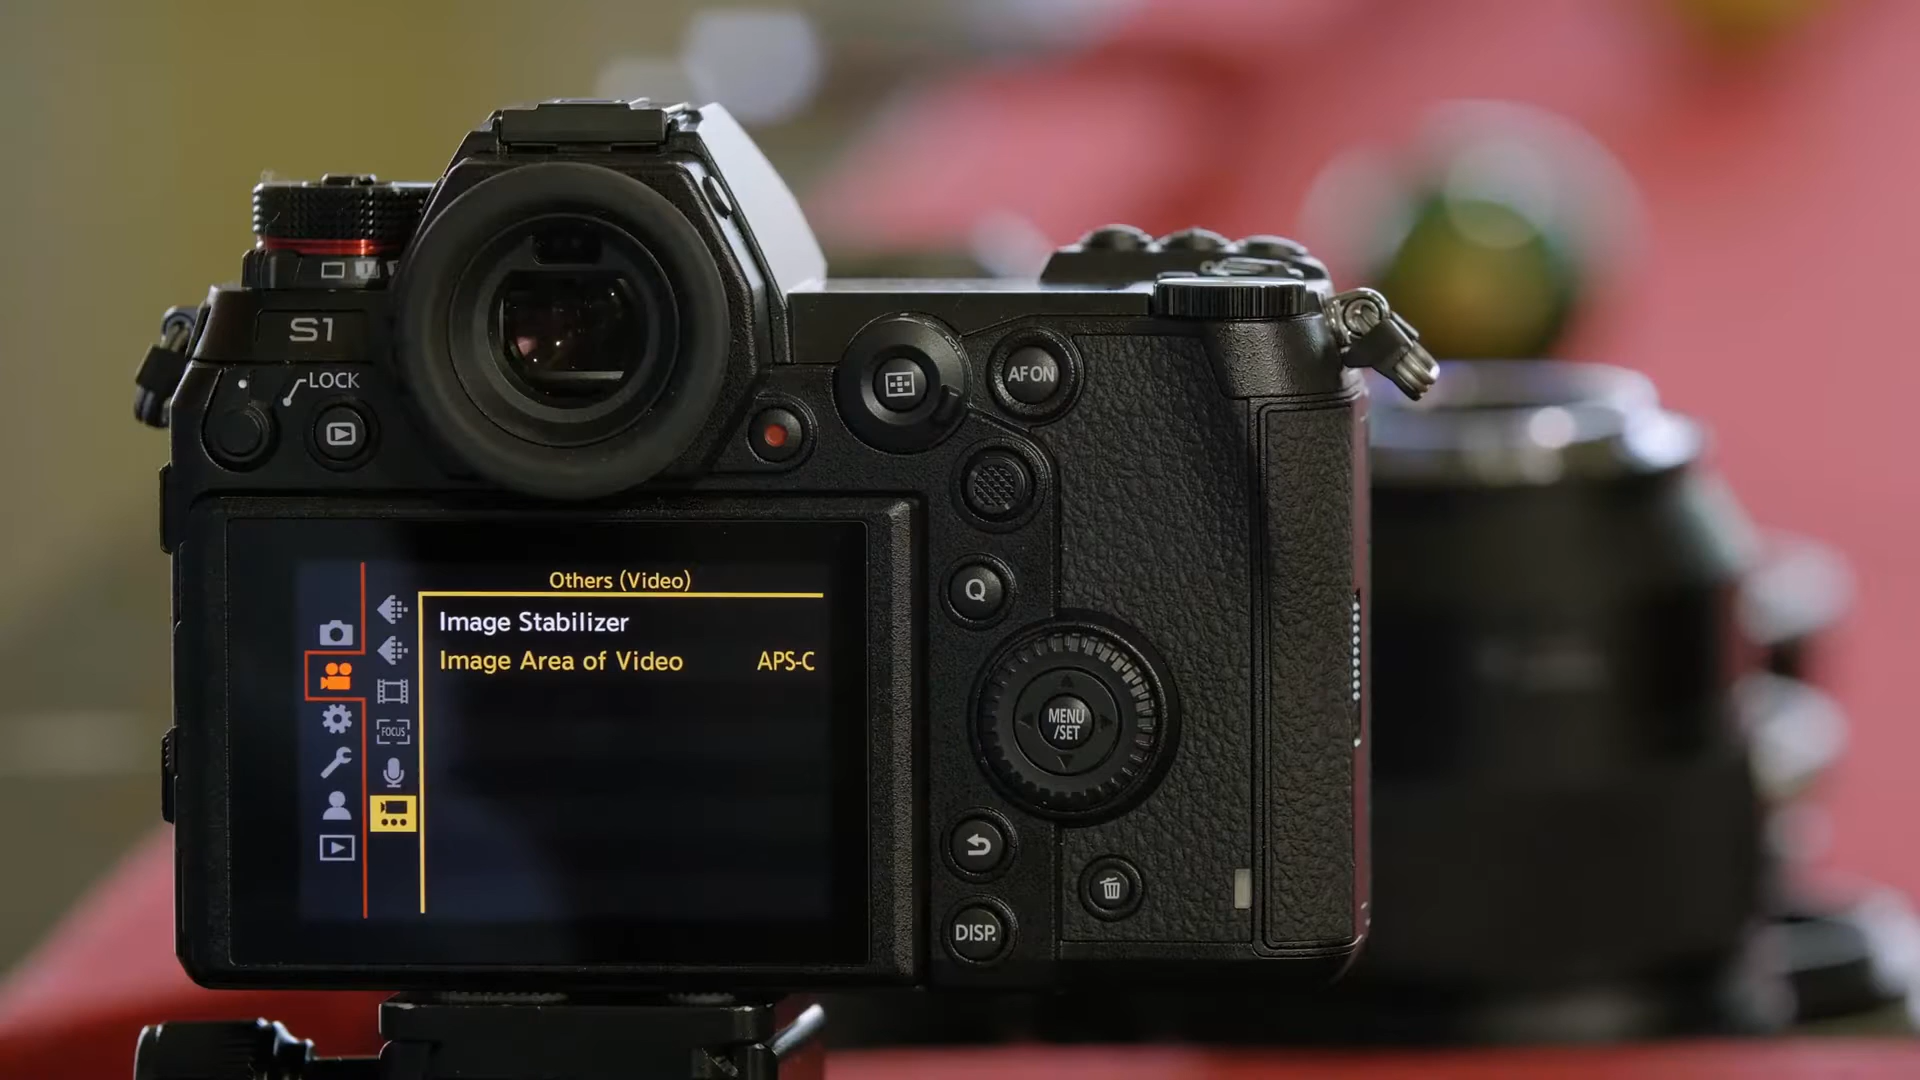 S1
LOCK
AF ON
Others (Video)
Image Stabilizer
Image Area of Video APS-C
FOCUS
Q
MENU
/SET
DISP.